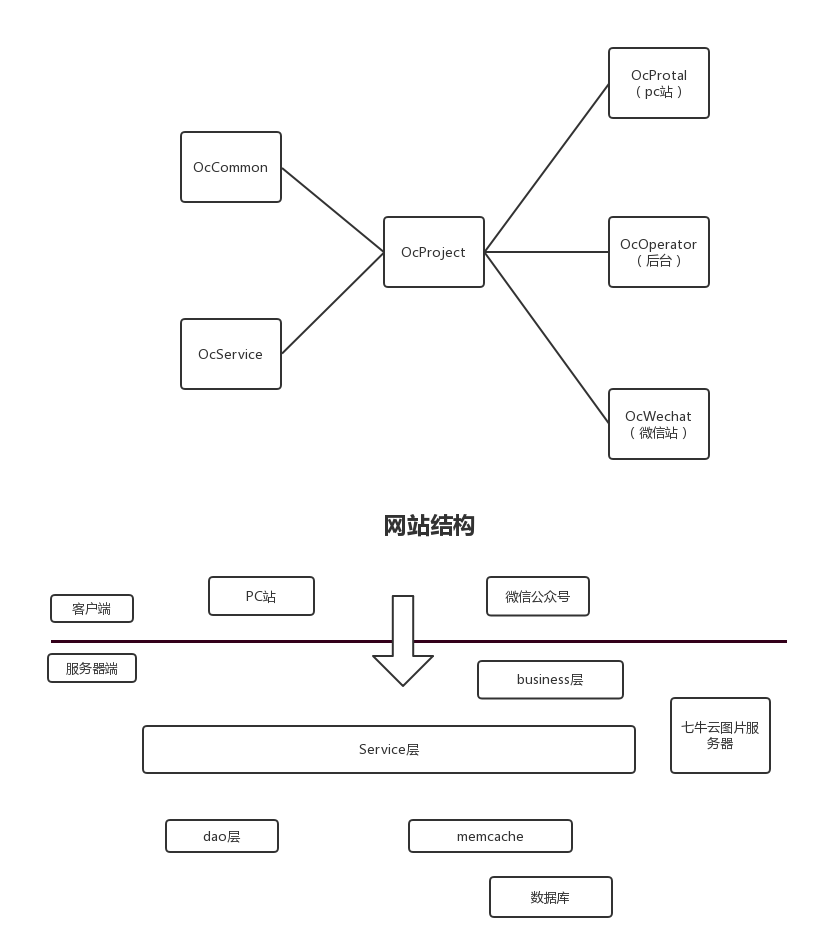 OcProtal
（ pc站 ）
OcCommon
OcProject
OcOperator
（ 后台 ）
OcService
OcWechat
（ 微信站 ）
网站结构
PC站
微信公众号
客户端
服务器端
business层
七牛云图片服
务器
Service层
dao层
memcache
数据库